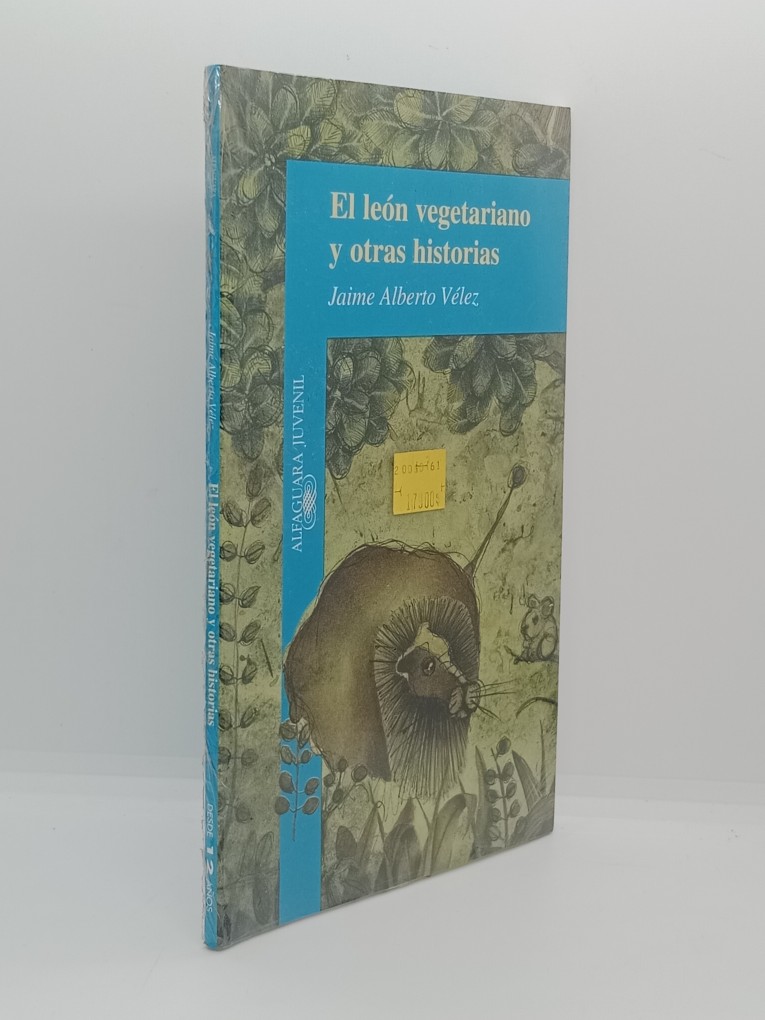 El león vegetariano
y otras historias
Jaime Alberto Vélez
ALFAGUARA JUVENIL
Jaime Alberto Vélez
El león vegetariano y otras historias
DESDE 12 AÑOS